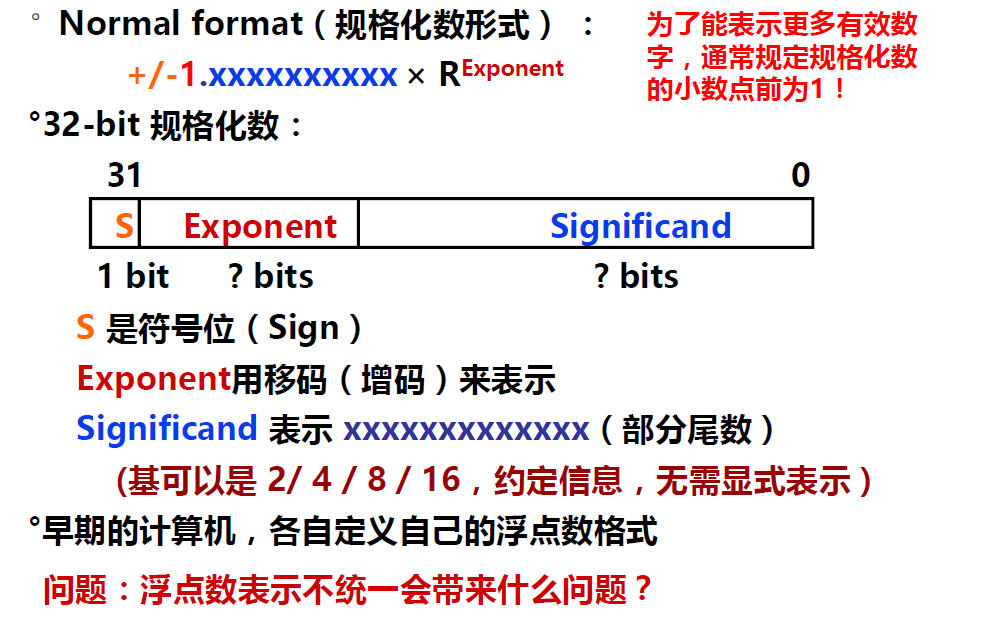 ° Normal format（规格化数形式）：
为了能表示更多有效数
字，通常规定规格化数
的小数点前为1！
+/-1.xxxxxxxxxx × R^Exponent
°32-bit 规格化数：
31 0
S Exponent Significand
1 bit ? bits ? bits
S 是符号位（Sign）
Exponent用移码（增码）来表示
Significand 表示 xxxxxxxxxxxxx（部分尾数）
（基可以是 2/ 4 / 8 / 16，约定信息，无需显式表示）
°早期的计算机，各自定义自己的浮点数格式
问题：浮点数表示不统一会带来什么问题？